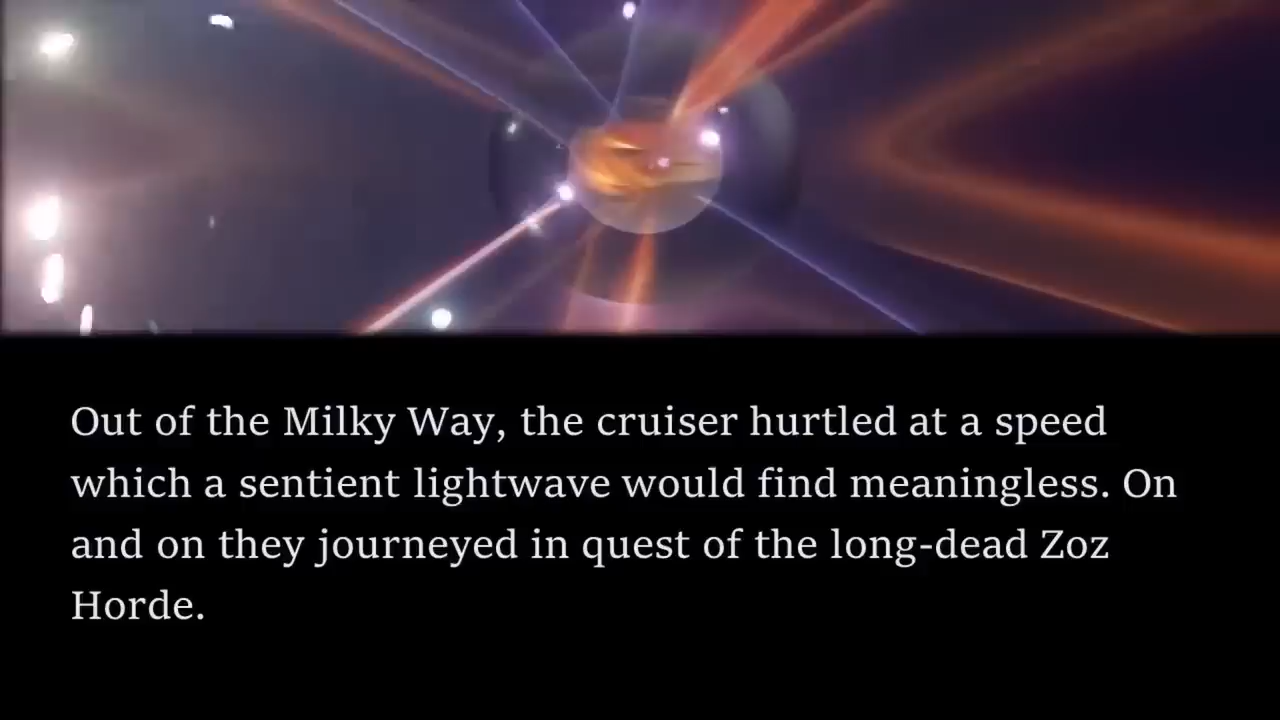 Out of the Milky Way, the cruiser hurtled at a speed
which a sentient lightwave would find meaningless. On
and on they journeyed in quest of the long-dead Zoz
Horde.